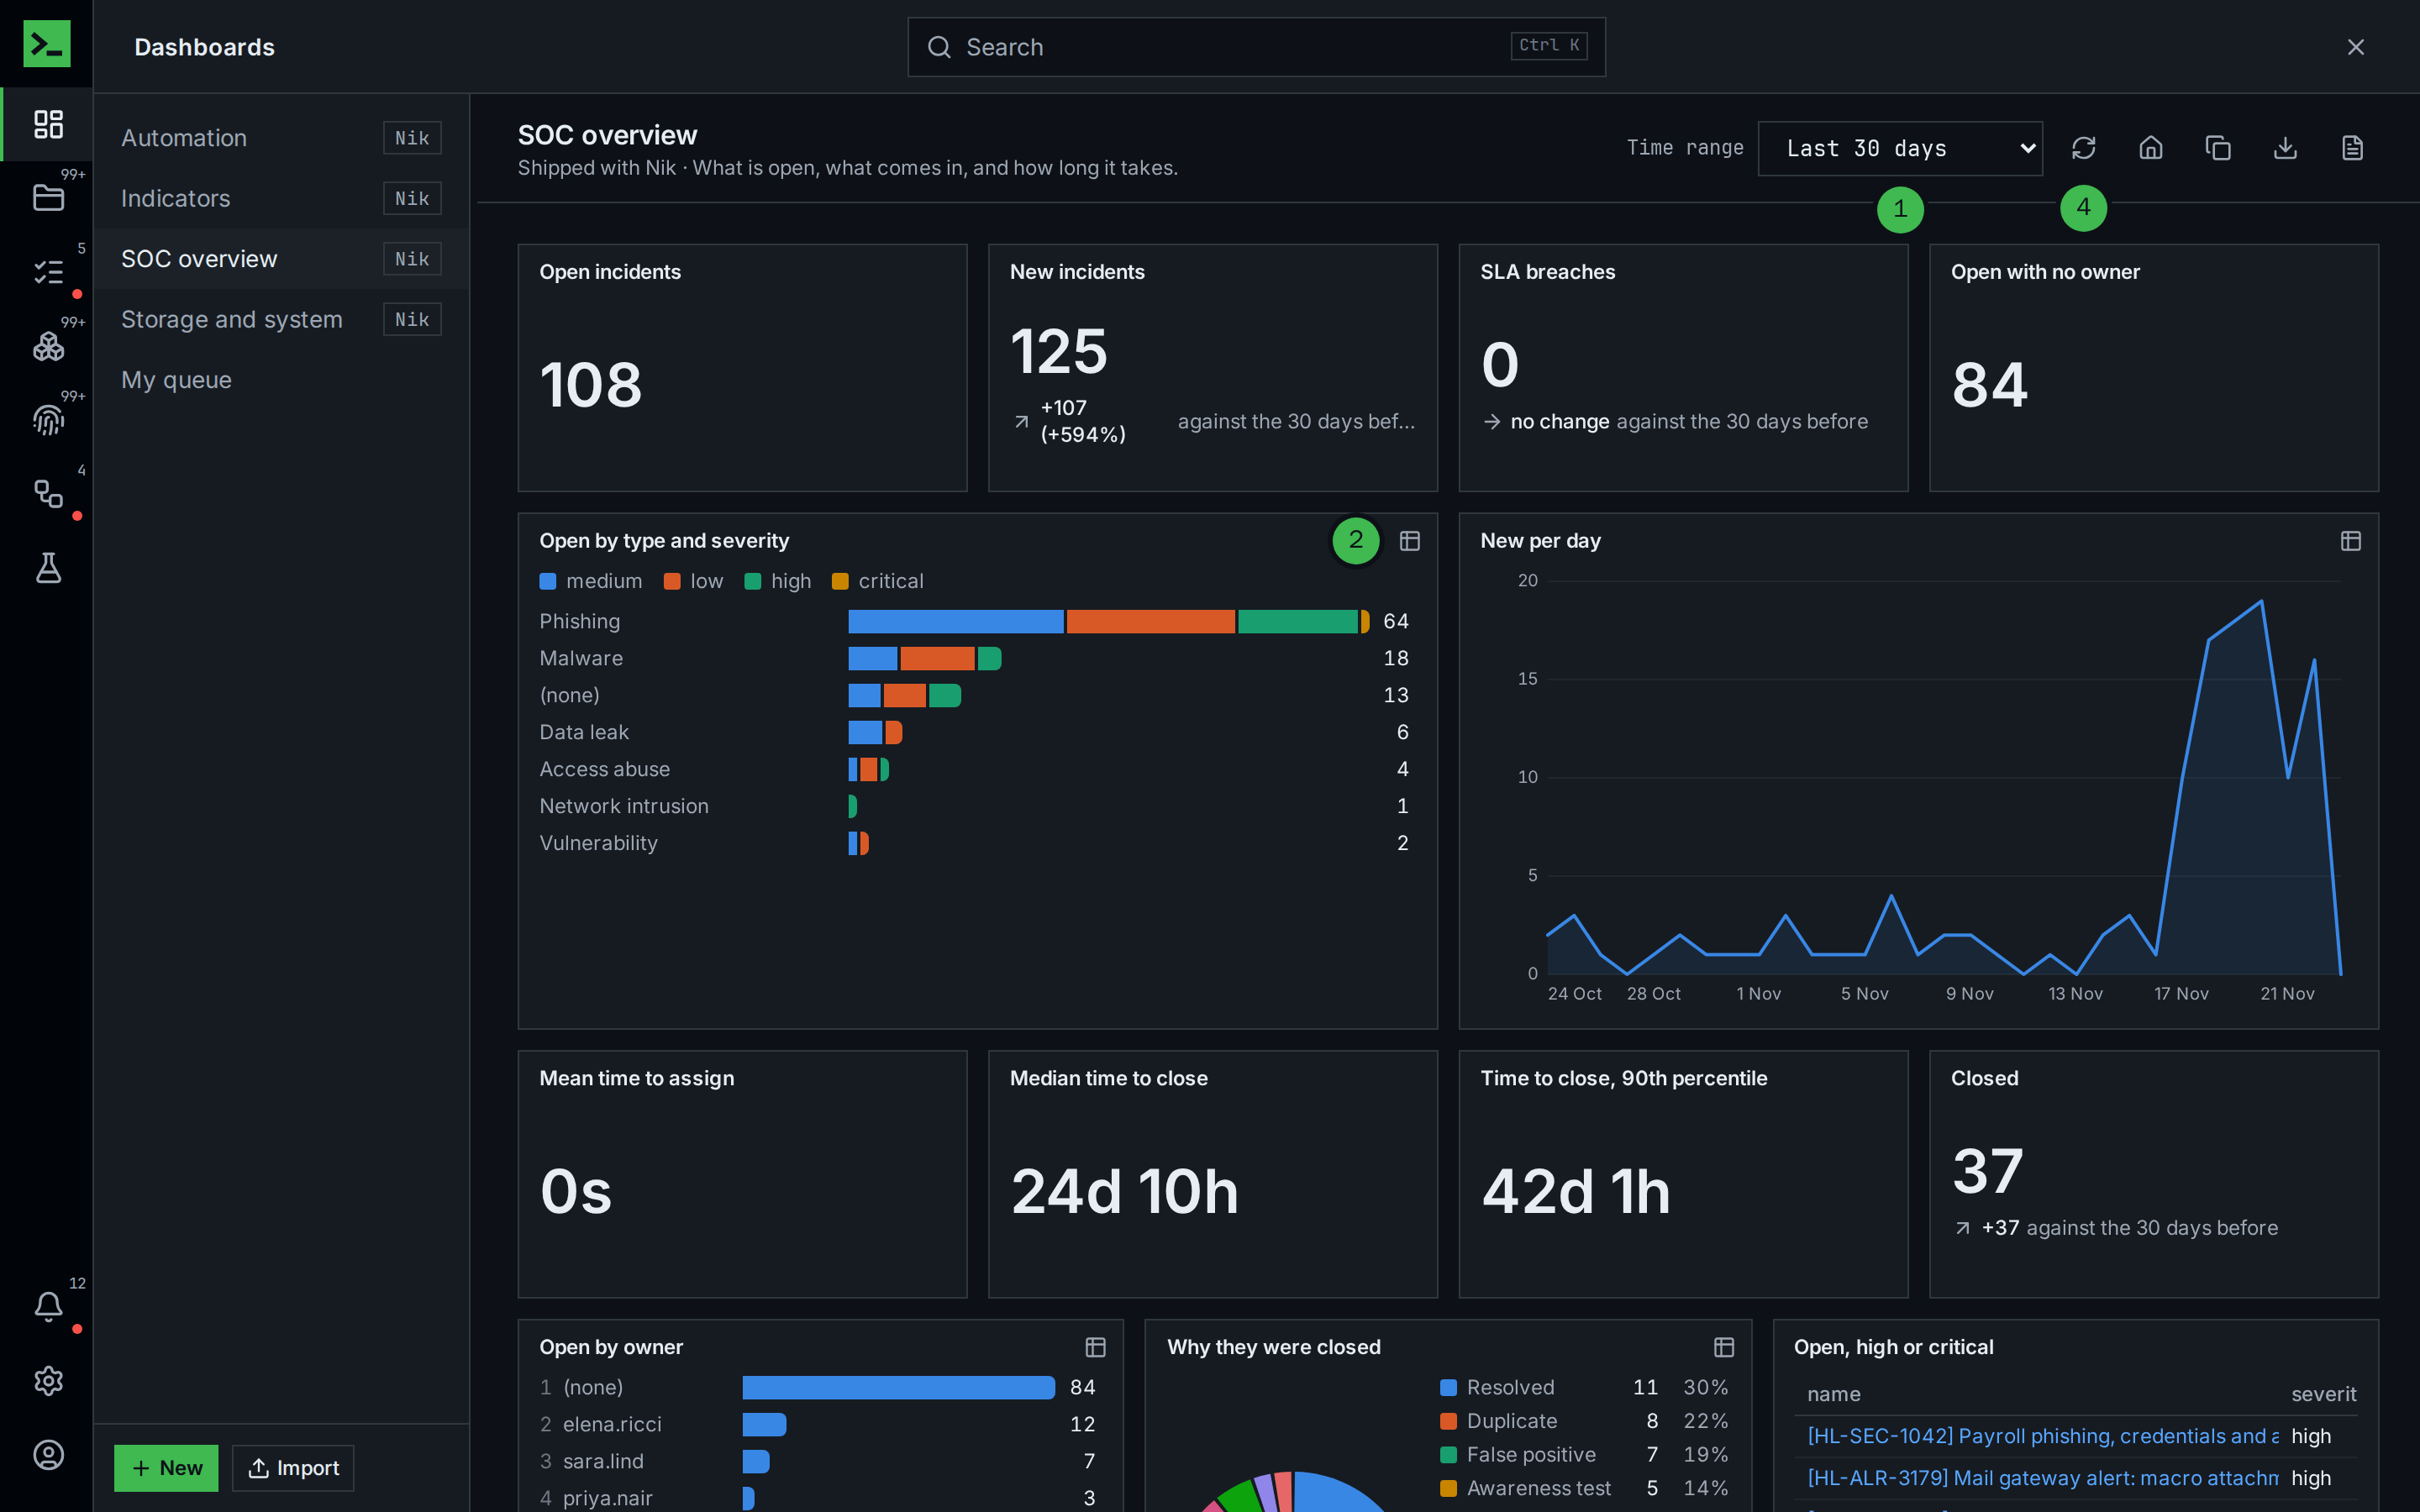 Dashboards
Search
Ctrl K
99+
5
99+
99+
4
12
Automation Nik
Indicators Nik
SOC overview Nik
Storage and system Nik
My queue
New
Import
SOC overview
Shipped with Nik · What is open, what comes in, and how long it takes.
Time range
Last 30 days
1
4
Open incidents
108
New incidents
125
+107
(+594%)
against the 30 days bef...
SLA breaches
0
no change against the 30 days before
Open with no owner
84
Open by type and severity
2
medium low high critical
Phishing 64
Malware 18
(none) 13
Data leak 6
Access abuse 4
Network intrusion 1
Vulnerability 2
New per day
20
15
10
5
0
24 Oct 28 Oct 1 Nov 5 Nov 9 Nov 13 Nov 17 Nov 21 Nov
Mean time to assign
0s
Median time to close
24d 10h
Time to close, 90th percentile
42d 1h
Closed
37
+37 against the 30 days before
Open by owner
1 (none) 84
2 elena.ricci 12
3 sara.lind 7
4 priya.nair 3
Why they were closed
Resolved 11 30%
Duplicate 8 22%
False positive 7 19%
Awareness test 5 14%
Open, high or critical
name severit
[HL-SEC-1042] Payroll phishing, credentials and a high
[HL-ALR-3179] Mail gateway alert: macro attachm high